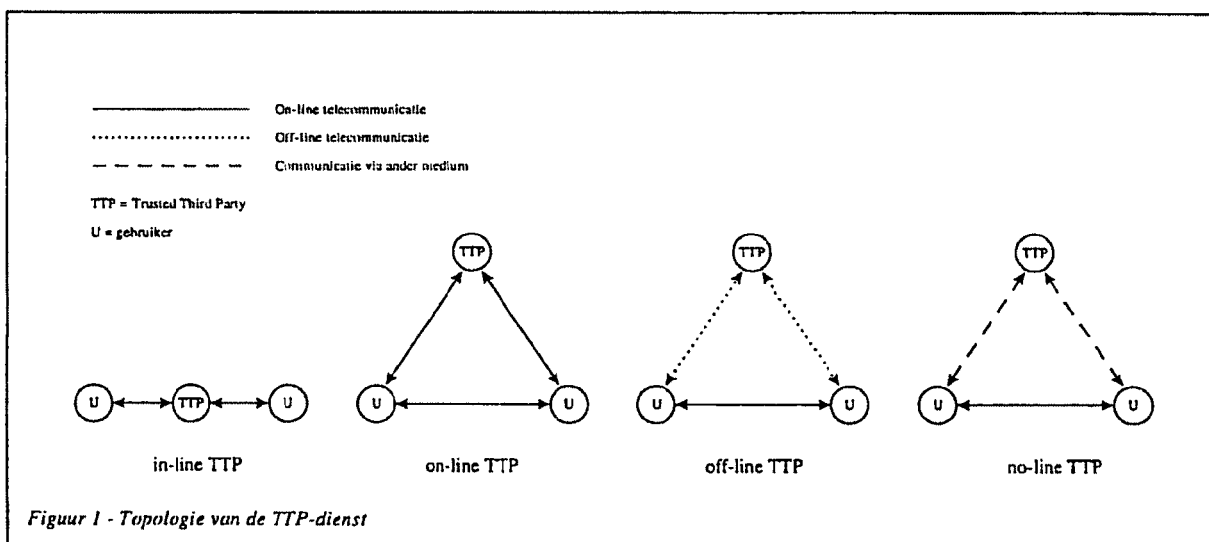 On-line telecommunicatie
Off-line telecommunicatie
Communicatie via ander medium
TTP = Trusted Third Party
U = gebruiker
TTP
TTP
TTP
U
TTP
U
U
U
U
U
U
U
in-line TTP
on-line TTP
off-line TTP
no-line TTP
Figuur 1 - Topologie van de TTP-dienst